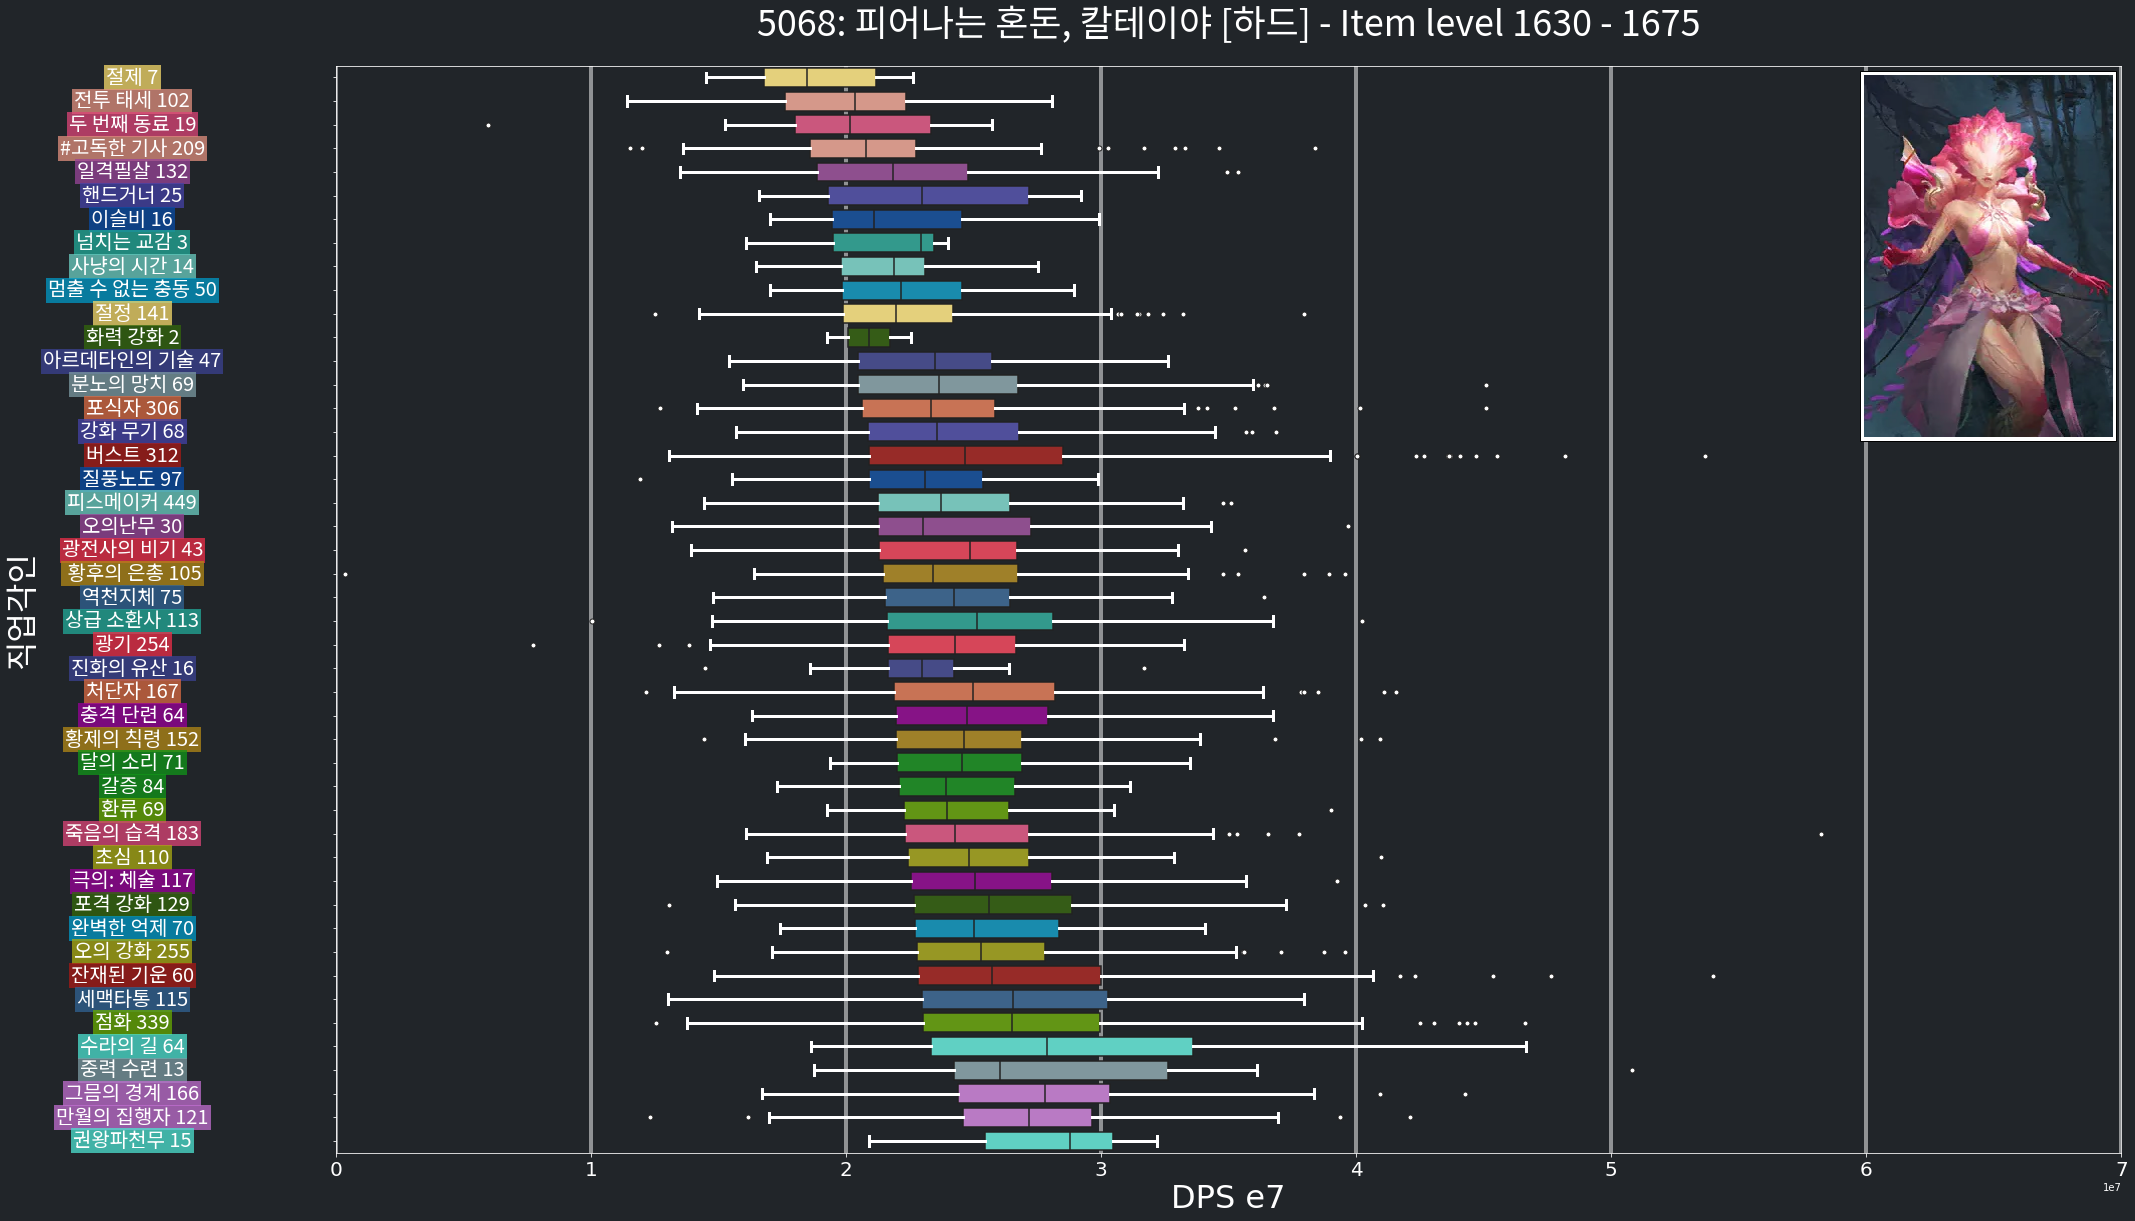 5068: 피어나는 혼돈, 칼테이야 [하드] - Item level 1630 - 1675
절제 7
전투 태세 102
두 번째 동료 19
#고독한 기사 209
일격필살 132
핸드거너 25
이슬비 16
넘치는 교감 3
사냥의 시간 14
멈출 수 없는 충동 50
절정 141
화력 강화 2
아르데타인의 기술 47
분노의 망치 69
포식자 306
강화 무기 68
버스트 312
질풍노도 97
피스메이커 449
오의난무 30
광전사의 비기 43
황후의 은총 105
역천지체 75
상급 소환사 113
광기 254
진화의 유산 16
처단자 167
충격 단련 64
황제의 칙령 152
달의 소리 71
갈증 84
환류 69
죽음의 습격 183
초심 110
극의: 체술 117
포격 강화 129
완벽한 억제 70
오의 강화 255
잔재된 기운 60
세맥타통 115
점화 339
수라의 길 64
중력 수련 13
그믐의 경계 166
만월의 집행자 121
권왕파천무 15
직업각인
0 1 2 3 4 5 6 7
1e7
DPS e7